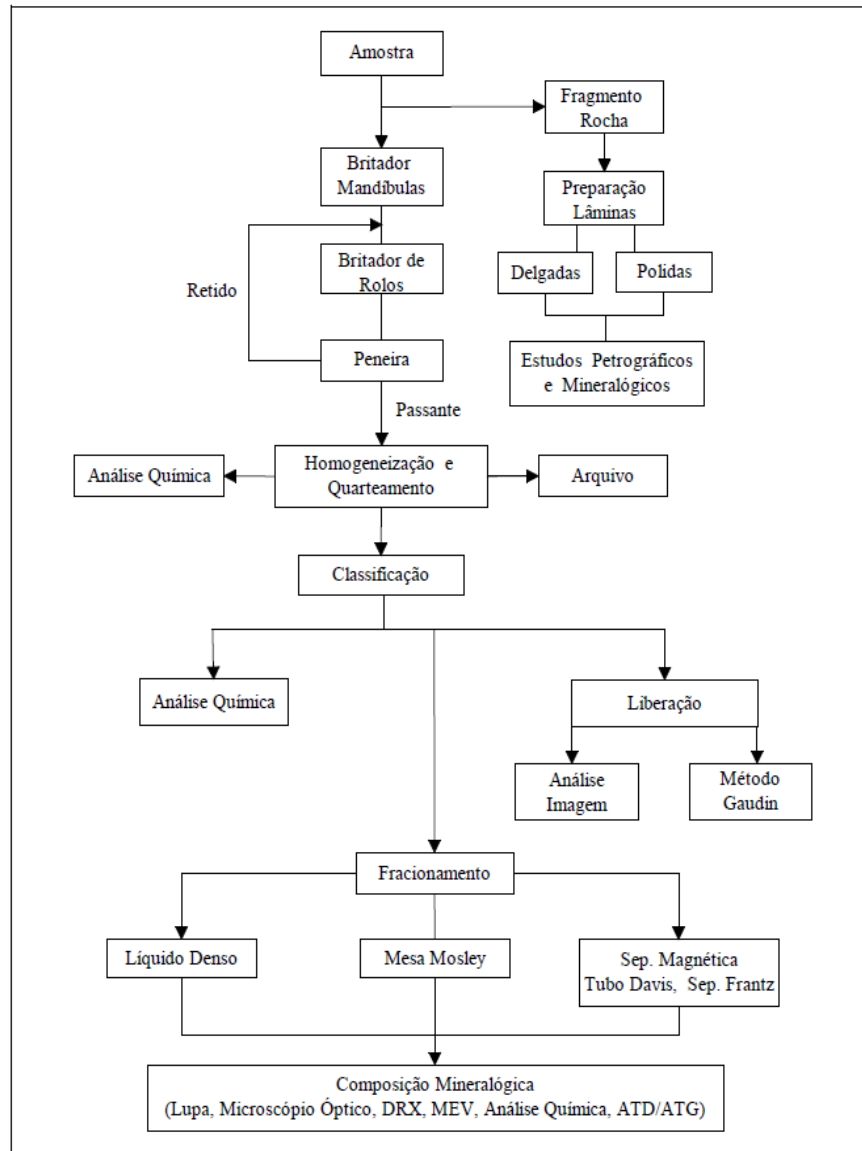 Amostra
Fragmento
Rocha
Britador
Mandíbulas
Preparação
Lâminas
Britador de
Rolos
Delgadas
Polidas
Retido
Peneira
Estudos Petrográficos
e Mineralógicos
Passante
Análise Química
Homogeneização e
Quarteamento
Arquivo
Classificação
Análise Química
Liberação
Análise
Imagem
Método
Gaudin
Fracionamento
Líquido Denso
Mesa Mosley
Sep. Magnética
Tubo Davis, Sep. Frantz
Composição Mineralógica
(Lupa, Microscópio Óptico, DRX, MEV, Análise Química, ATD/ATG)